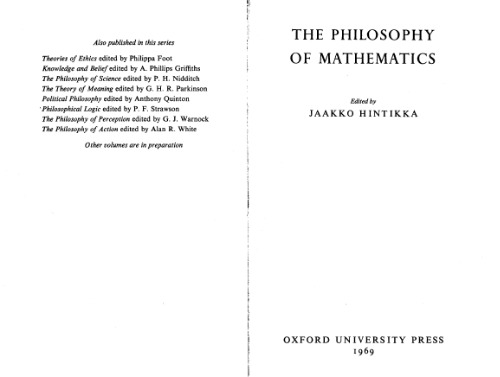 Also published in this series
Theories of Ethics edited by Philippa Foot
Knowledge and Belief edited by A. Phillips Griffiths
The Philosophy of Science edited by P. H. Nidditch
The Theory of Meaning edited by G. H. R. Parkinson
Political Philosophy edited by Anthony Quinton
Philosophical Logic edited by P. F. Strawson
The Philosophy of Perception edited by G. J. Warnock
The Philosophy of Action edited by Alan R. White
Other volumes are in preparation
THE PHILOSOPHY
OF MATHEMATICS
Edited by
JAAKKO HINTIKKA
OXFORD UNIVERSITY PRESS
1969